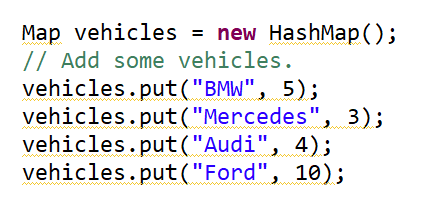 Map vehicles = new HashMap();
// Add some vehicles.
vehicles.put("BMW", 5);
vehicles.put("Mercedes", 3);
vehicles.put("Audi", 4);
vehicles.put("Ford", 10);